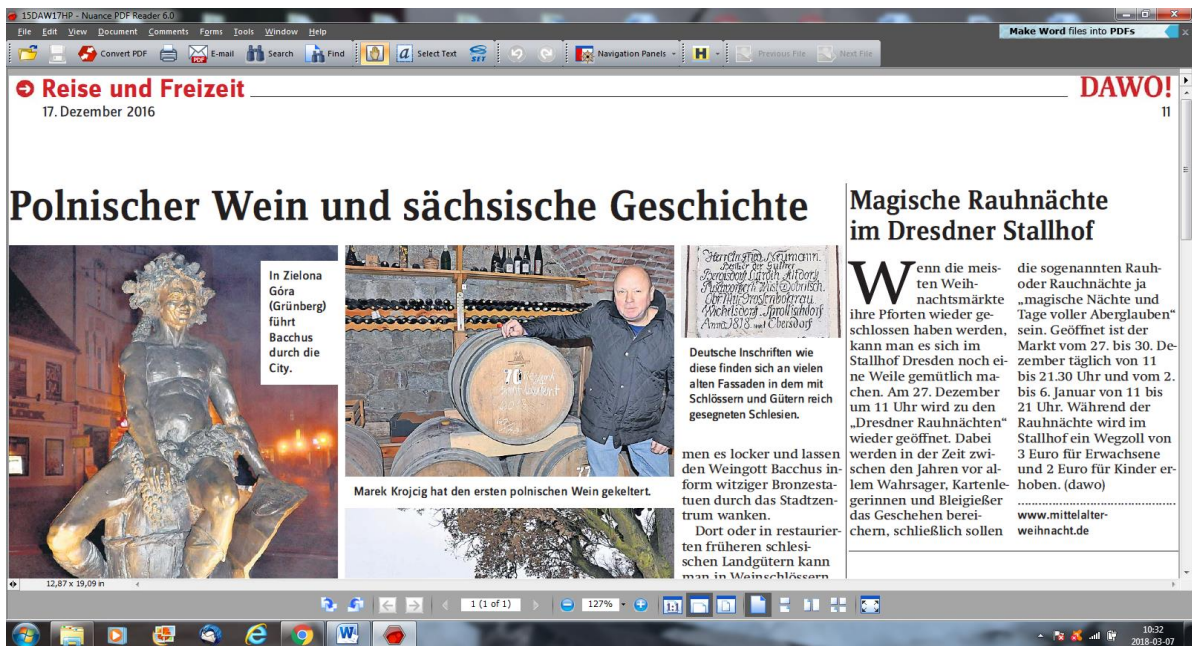 15DAW17HP - Nuance PDF Reader 6.0
File Edit View Document Comments Forms Tools Window Help
Make Word files into PDFs
Convert PDF E-mail Search Find Select Text SET Navigation Panels Previous File Next File
Reise und Freizeit
DAWO!
17. Dezember 2016
11
Polnischer Wein und sächsische Geschichte
In Zielona
Góra
(Grünberg)
führt
Bacchus
durch die
City.
70
Marek Krojcig hat den ersten polnischen Wein gekeltert.
Anno 1818
Deutsche Inschriften wie
diese finden sich an vielen
alten Fassaden in dem mit
Schlössern und Gütern reich
gesegneten Schlesien.
men es locker und lassen
den Weingott Bacchus in-
form witziger Bronzesta-
tuen durch das Stadtzen-
trum wanken.
Dort oder in restaurier-
ten früheren schlesi-
schen Landgütern kann
man in Weinschlössern
Magische Rauhnächte
im Dresdner Stallhof
Wenn die meis-
ten Weih-
nachtsmärkte
ihre Pforten wieder ge-
schlossen haben werden,
kann man es sich im
Stallhof Dresden noch ei-
ne Weile gemütlich ma-
chen. Am 27. Dezember
um 11 Uhr wird zu den
„Dresdner Rauhnächten“
wieder geöffnet. Dabei
werden in der Zeit zwi-
schen den Jahren vor al-
lem Wahrsager, Kartenle-
gerinnen und Bleigießer
das Geschehen berei-
chern, schließlich sollen
die sogenannten Rauh-
oder Rauchnächte ja
„magische Nächte und
Tage voller Aberglauben“
sein. Geöffnet ist der
Markt vom 27. bis 30. De-
zember täglich von 11
bis 21.30 Uhr und vom 2.
bis 6. Januar von 11 bis
21 Uhr. Während der
Rauhnächte wird im
Stallhof ein Wegzoll von
3 Euro für Erwachsene
und 2 Euro für Kinder er-
hoben. (dawo)
www.mittelalter-
weihnacht.de
12,87 x 19,09 in
1 (1 of 1)
127%
10:32
2018-03-07